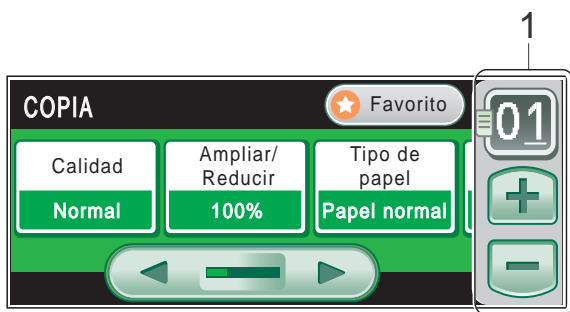 1
COPIA
Favorito
01
Calidad
Normal
Ampliar/
Reducir
100%
Tipo de
papel
Papel normal
+
-